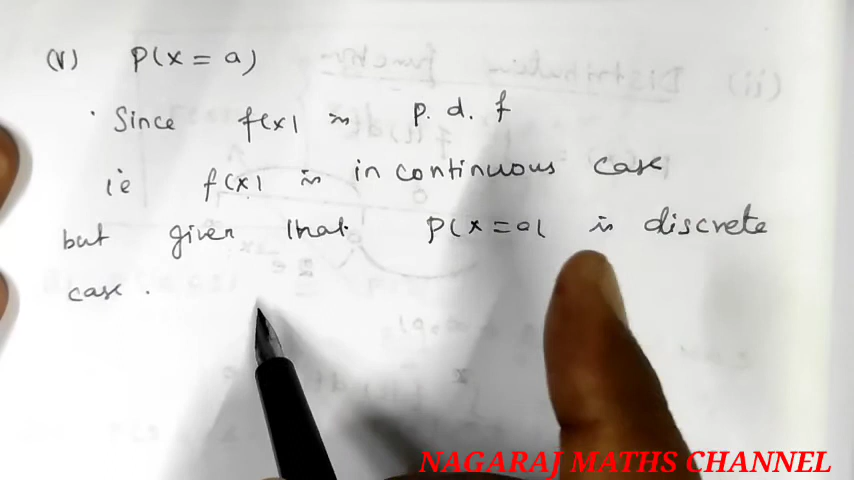 (V) P(x = a)
Since f(x) is p.d.f
ie f(x) is in continuous case
but given that P(x=a) is discrete
case.
NAGARAJ MATHS CHANNEL